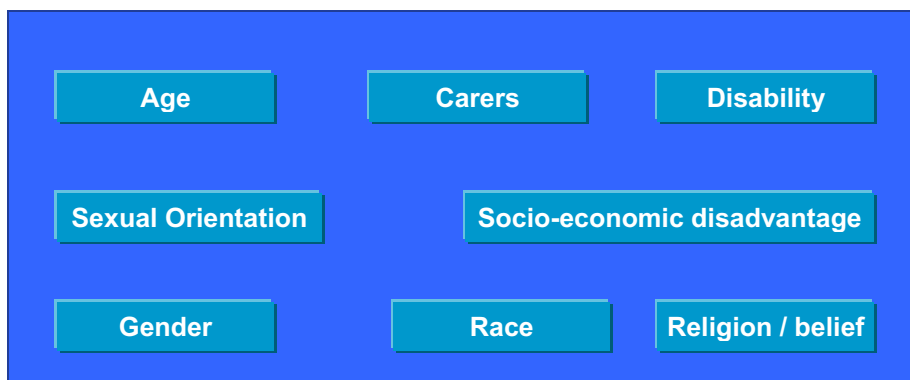 Age
Carers
Disability
Sexual Orientation
Socio-economic disadvantage
Gender
Race
Religion / belief